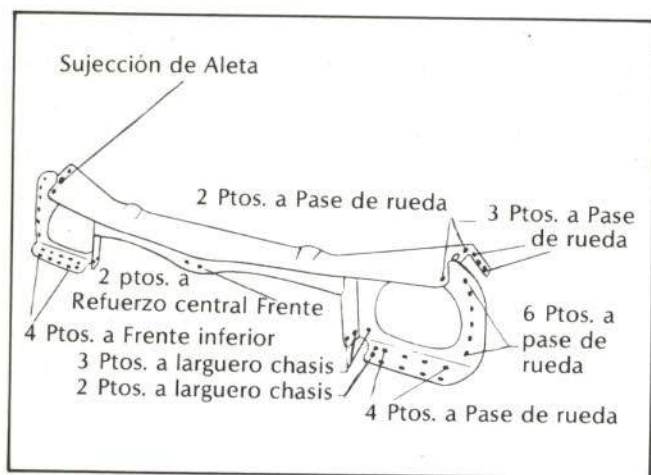 Sujección de Aleta
2 Ptos. a Pase de rueda
3 Ptos. a Pase
de rueda
2 ptos. a
Refuerzo central Frente
4 Ptos. a Frente inferior
3 Ptos. a larguero chasis
2 Ptos. a larguero chasis
6 Ptos. a
pase de
rueda
4 Ptos. a Pase de rueda